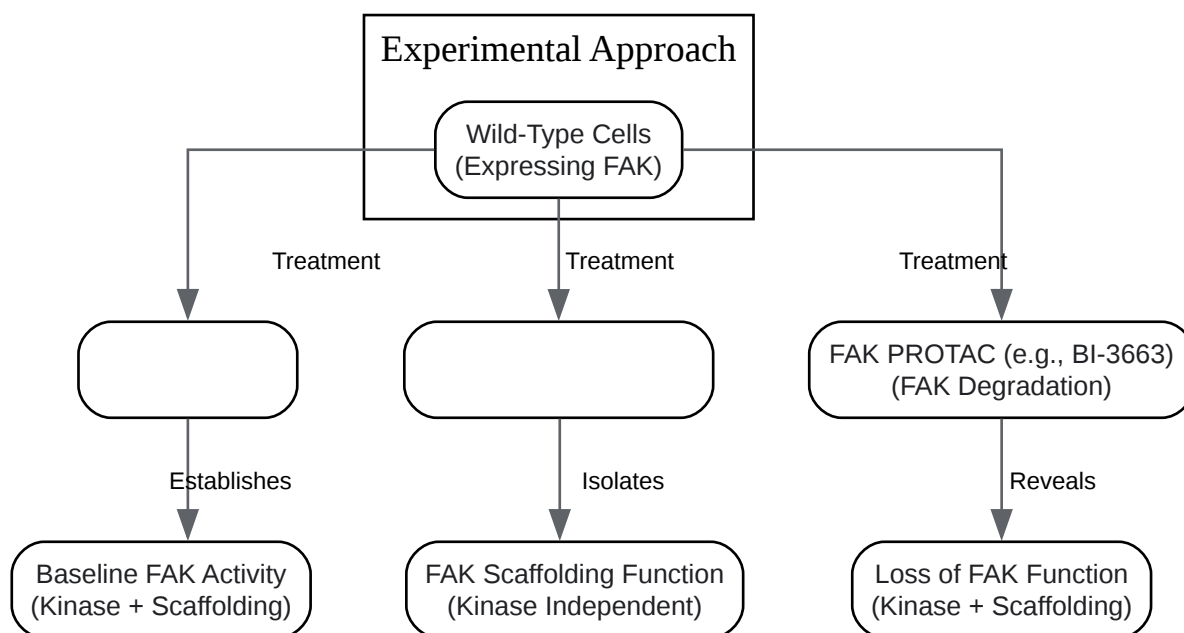 Experimental Approach
Wild-Type Cells
(Expressing FAK)
Treatment
Treatment
Treatment
FAK PROTAC (e.g., BI-3663)
(FAK Degradation)
Establishes
Isolates
Reveals
Baseline FAK Activity
(Kinase + Scaffolding)
FAK Scaffolding Function
(Kinase Independent)
Loss of FAK Function
(Kinase + Scaffolding)